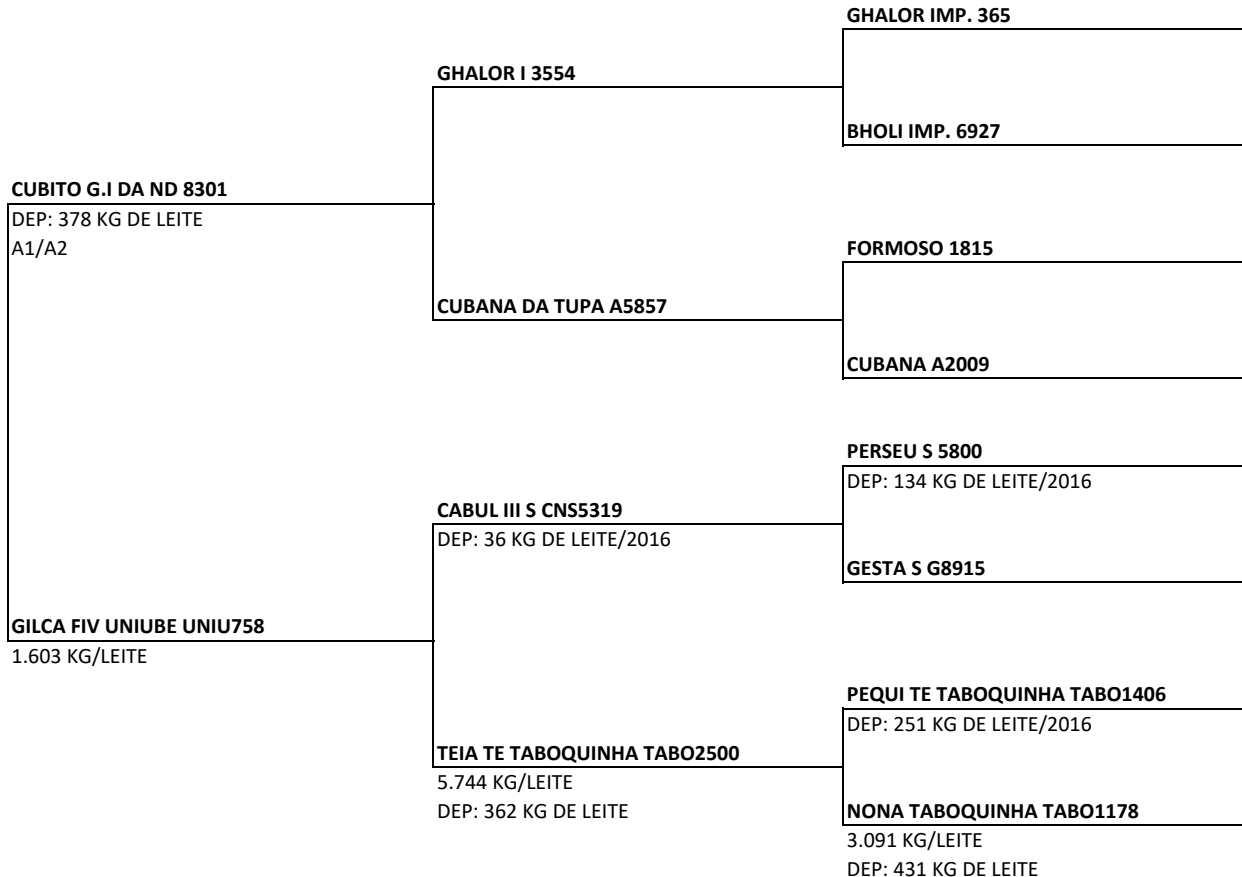 GHALOR IMP. 365
GHALOR I 3554
BHOLI IMP. 6927
CUBITO G.I DA ND 8301
DEP: 378 KG DE LEITE
A1/A2
FORMOSO 1815
CUBANA DA TUPA A5857
CUBANA A2009
PERSEU S 5800
DEP: 134 KG DE LEITE/2016
CABUL III S CNS5319
DEP: 36 KG DE LEITE/2016
GESTA S G8915
GILCA FIV UNIUBE UNIU758
1.603 KG/LEITE
PEQUI TE TABOQUINHA TABO1406
DEP: 251 KG DE LEITE/2016
TEIA TE TABOQUINHA TABO2500
5.744 KG/LEITE
DEP: 362 KG DE LEITE
NONA TABOQUINHA TABO1178
3.091 KG/LEITE
DEP: 431 KG DE LEITE